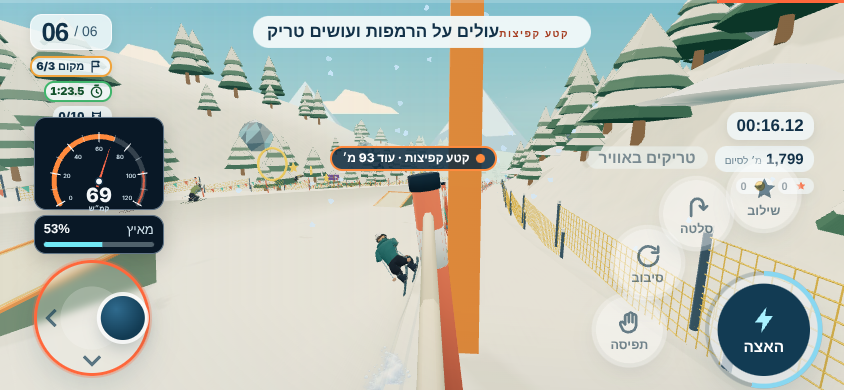 06 / 06
קטע קפיצות עולים על הרמפות ועושים טריק
מקום 6/3
1:23.5
0/10
0 20 40 60 80 100 120
69
קמ״ש
מאיץ 53%
קטע קפיצות · עוד 93 מ׳
00:16.12
1,799 מ׳ לסיום
טריקים באוויר
0 0
שילוב
סלטה
סיבוב
תפיסה
האצה